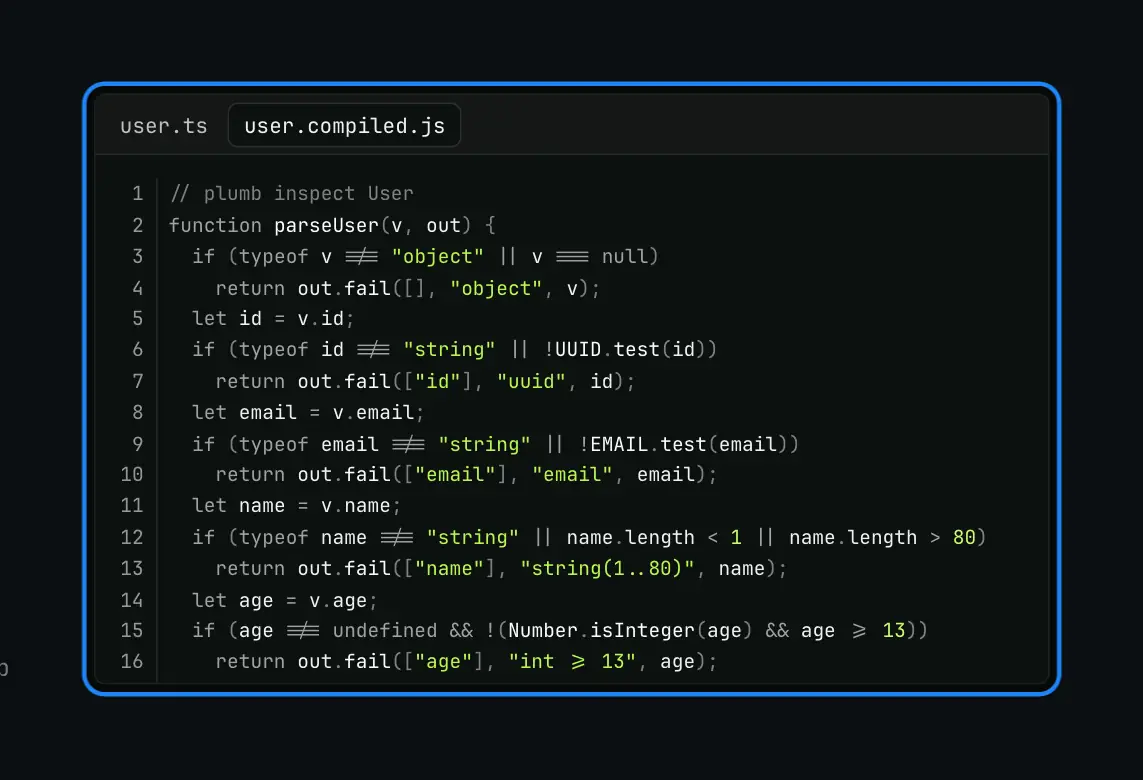 user.ts user.compiled.js
1 // plumb inspect User
2 function parseUser(v, out) {
3 if (typeof v !== "object" || v === null)
4 return out.fail([], "object", v);
5 let id = v.id;
6 if (typeof id !== "string" || !UUID.test(id))
7 return out.fail(["id"], "uuid", id);
8 let email = v.email;
9 if (typeof email !== "string" || !EMAIL.test(email))
10 return out.fail(["email"], "email", email);
11 let name = v.name;
12 if (typeof name !== "string" || name.length < 1 || name.length > 80)
13 return out.fail(["name"], "string(1..80)", name);
14 let age = v.age;
15 if (age !== undefined && !(Number.isInteger(age) && age >= 13))
16 return out.fail(["age"], "int >= 13", age);